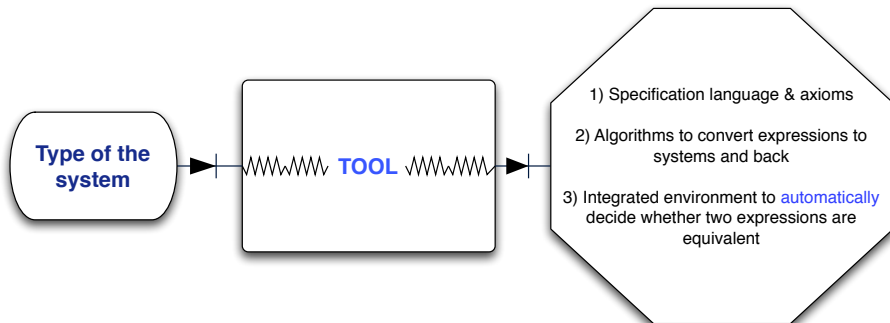 Type of the
system
TOOL
1) Specification language & axioms
2) Algorithms to convert expressions to
systems and back
3) Integrated environment to automatically
decide whether two expressions are
equivalent